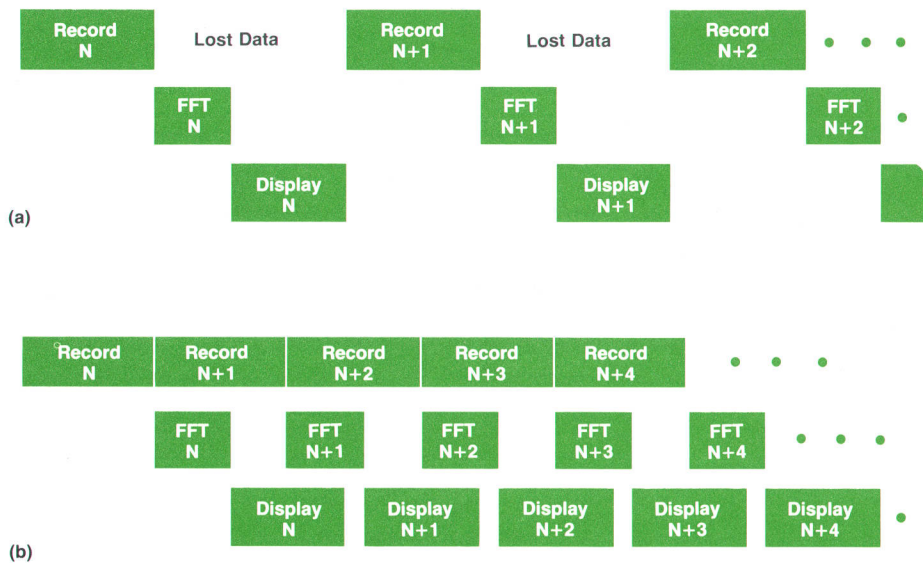 Record
N
Lost Data
Record
N+1
Lost Data
Record
N+2
FFT
N
FFT
N+1
FFT
N+2
Display
N
Display
N+1
(a)
Record
N
Record
N+1
Record
N+2
Record
N+3
Record
N+4
FFT
N
FFT
N+1
FFT
N+2
FFT
N+3
FFT
N+4
Display
N
Display
N+1
Display
N+2
Display
N+3
Display
N+4
(b)